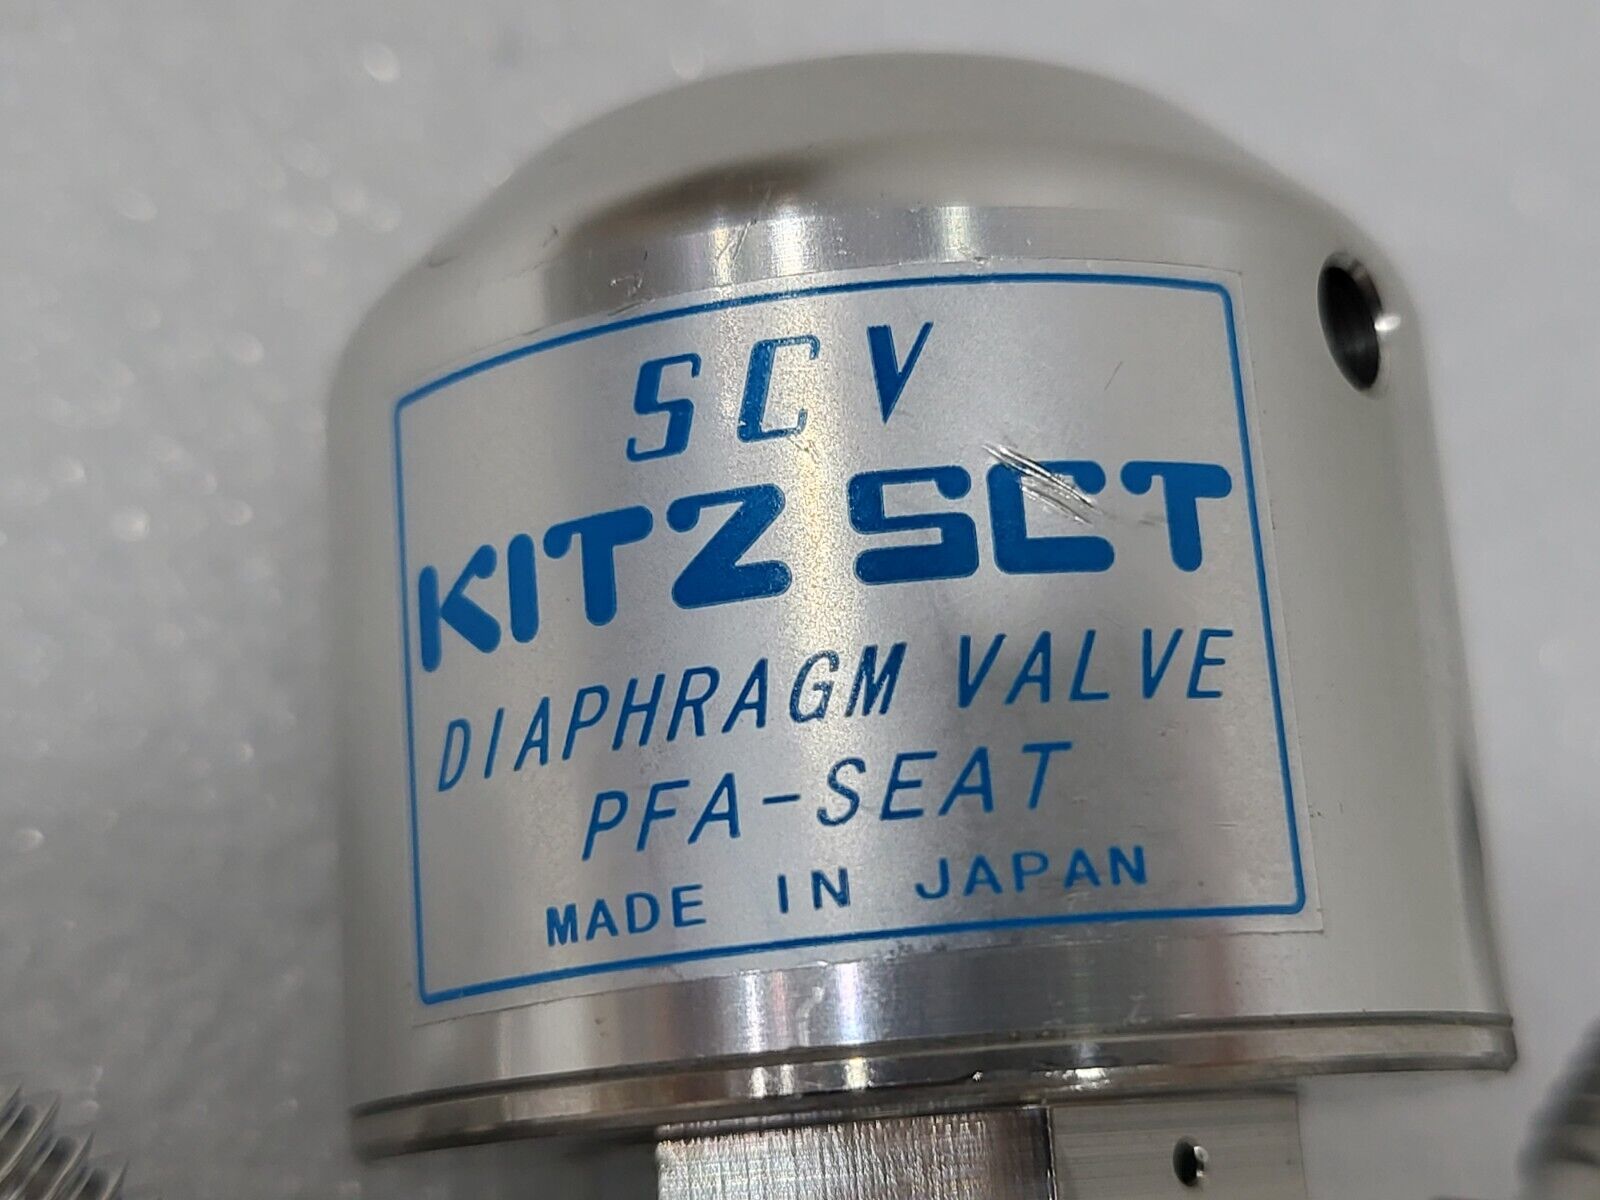 SCV
KITZ SCT
DIAPHRAGM VALVE
PFA-SEAT
MADE IN JAPAN